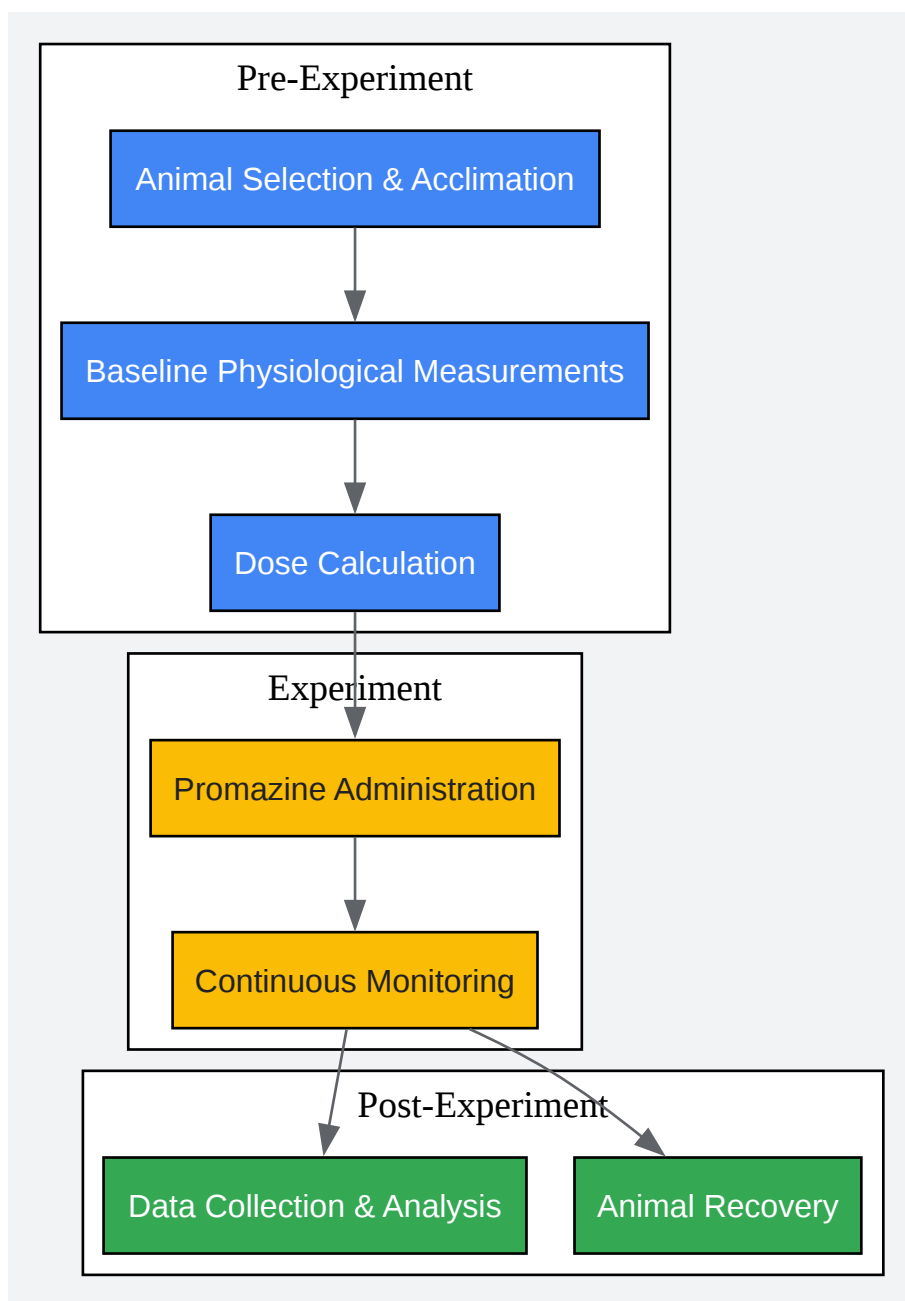 Pre-Experiment
Animal Selection & Acclimation
Baseline Physiological Measurements
Dose Calculation
Experiment
Promazine Administration
Continuous Monitoring
Post-Experiment
Data Collection & Analysis
Animal Recovery